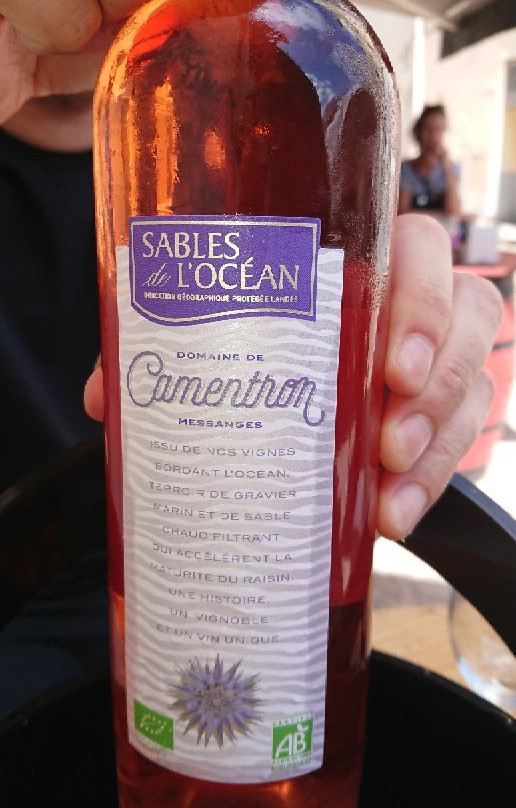 SABLES
de L'OCÉAN
INDICATION GÉOGRAPHIQUE PROTÉGÉE LANDES
DOMAINE DE
Camentron
MESSANGES
ISSU DE NOS VIGNES
BORDANT L'OCÉAN.
TERROIR DE GRAVIER
MARIN ET DE SABLE
CHAUD FILTRANT
QUI ACCÉLÈRENT LA
MATURITÉ DU RAISIN.
UNE HISTOIRE,
UN VIGNOBLE
ET UN VIN UNIQUE.
CERTIFIÉ
AB